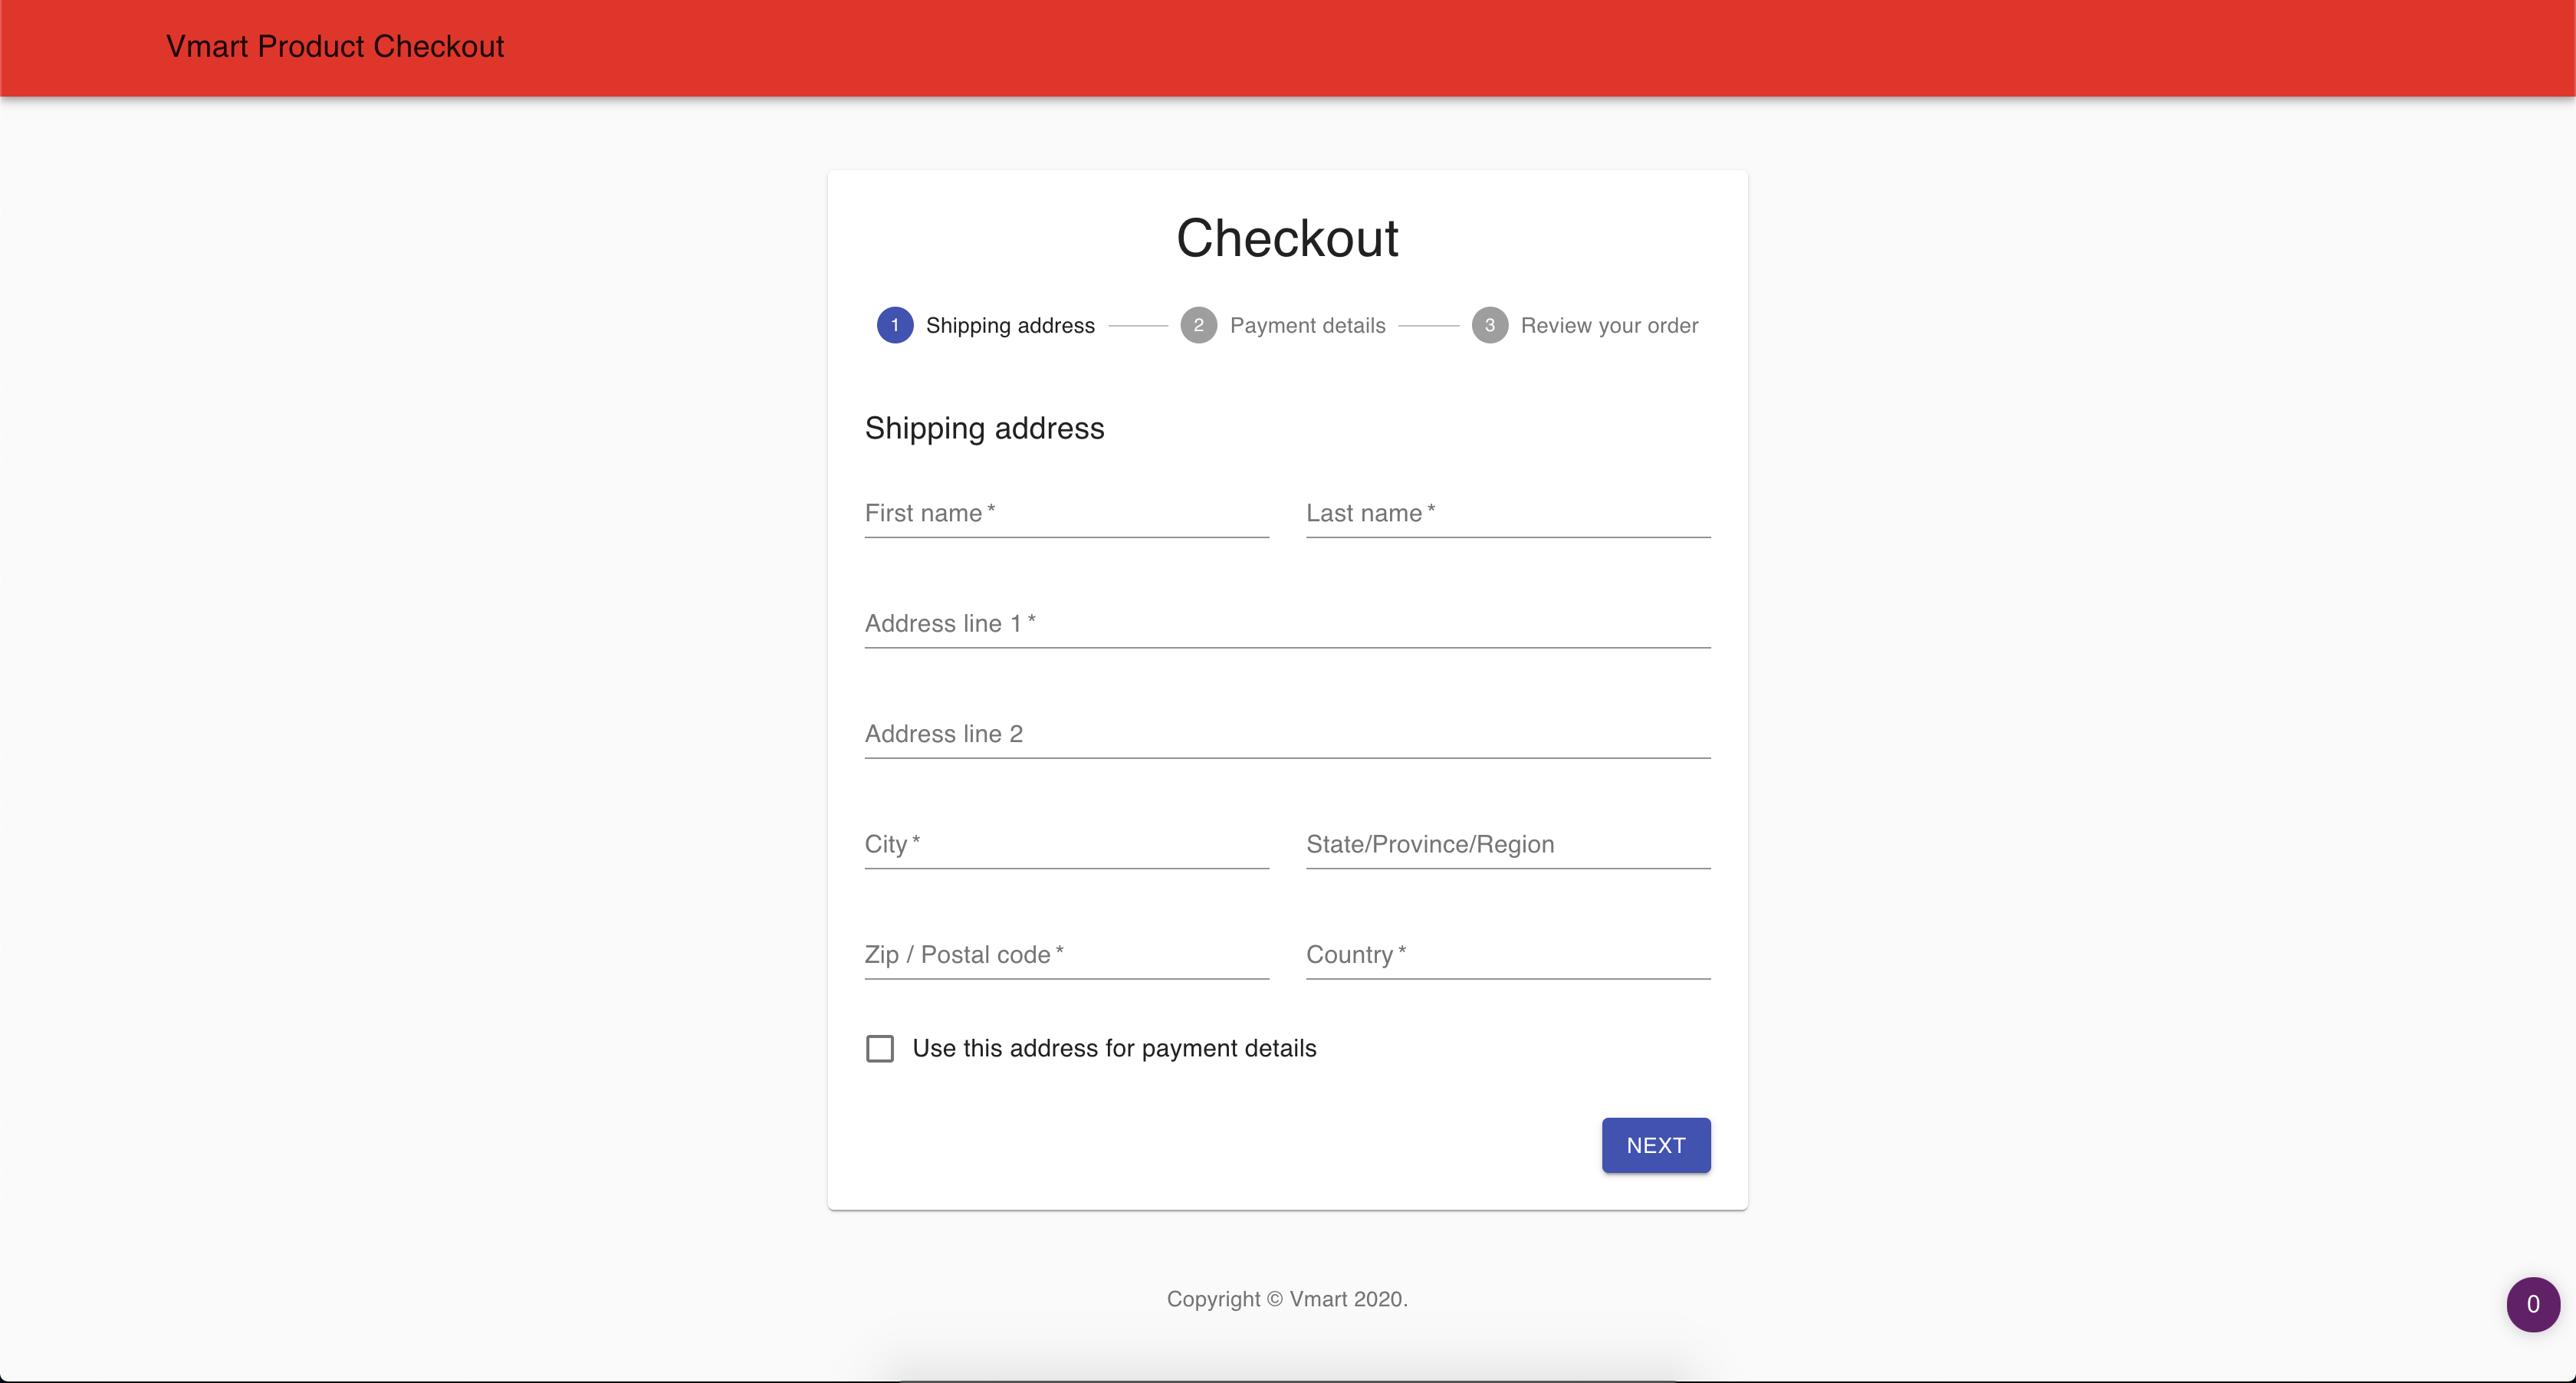 Vmart Product Checkout
Checkout
1 Shipping address 2 Payment details 3 Review your order
Shipping address
First name * Last name *
Address line 1 *
Address line 2
City * State/Province/Region
Zip / Postal code * Country *
Use this address for payment details
NEXT
Copyright © Vmart 2020.
0